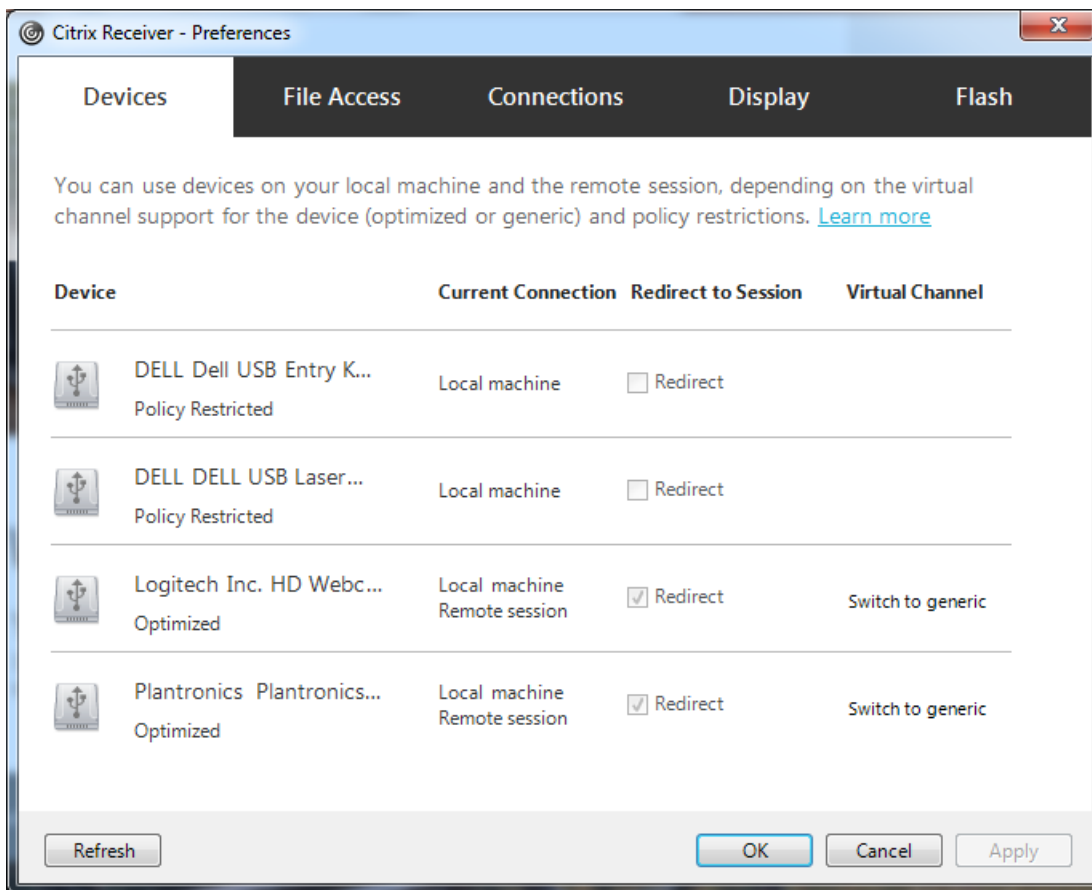 Citrix Receiver - Preferences
Devices File Access Connections Display Flash
You can use devices on your local machine and the remote session, depending on the virtual
channel support for the device (optimized or generic) and policy restrictions. Learn more
Device Current Connection Redirect to Session Virtual Channel
DELL Dell USB Entry K...
Policy Restricted
Local machine
Redirect
DELL DELL USB Laser...
Policy Restricted
Local machine
Redirect
Logitech Inc. HD Webc...
Optimized
Local machine
Remote session
Redirect
Switch to generic
Plantronics Plantronics...
Optimized
Local machine
Remote session
Redirect
Switch to generic
Refresh OK Cancel Apply